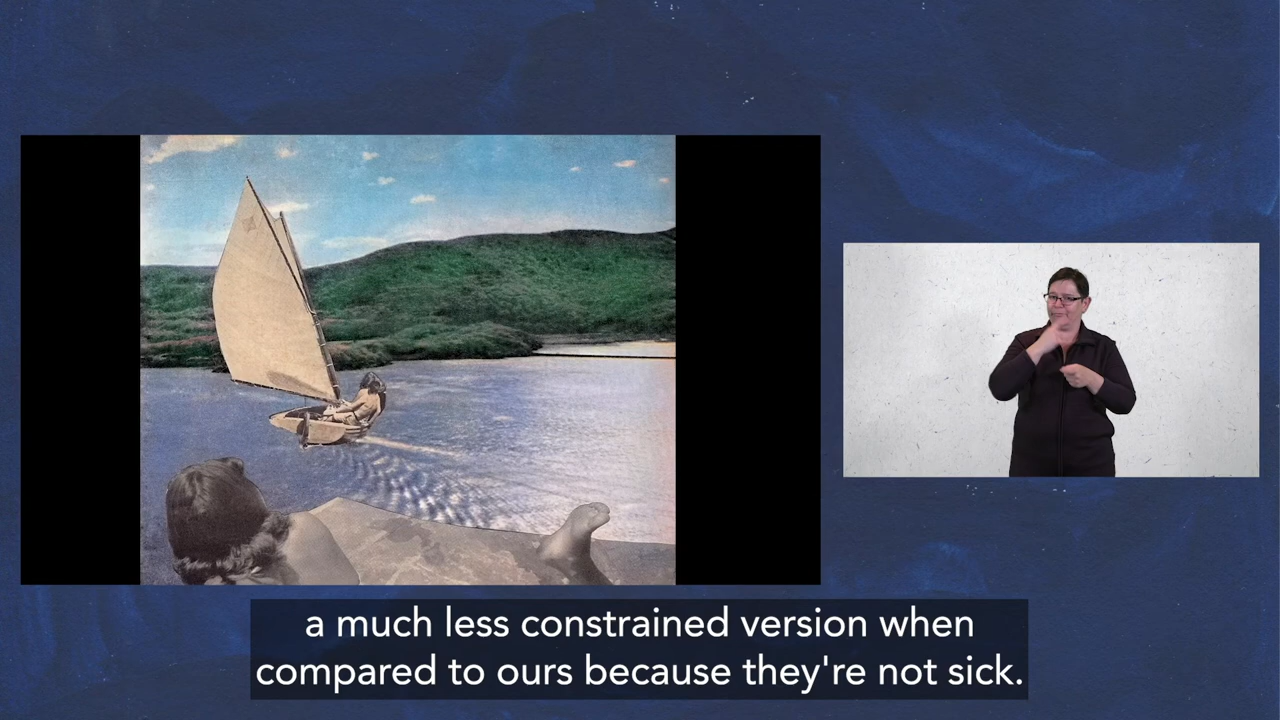 a much less constrained version when
compared to ours because they're not sick.